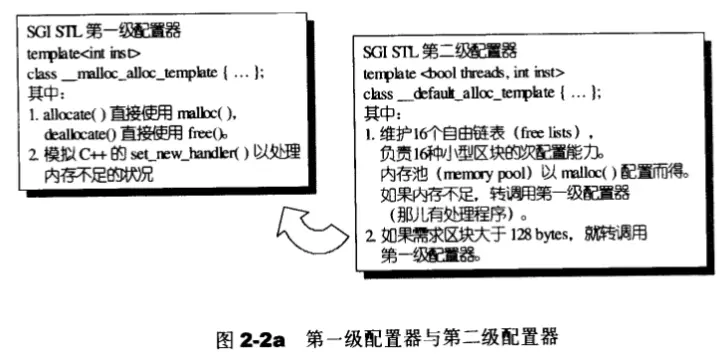 SGI STL 第一级配置器
template<int inst>
class __malloc_alloc_template { … };
其中：
1. allocate( ) 直接使用 malloc( ),
deallocate() 直接使用 free()。
2. 模拟 C++ 的 set_new_handler( ) 以处理
内存不足的状况
SGI STL 第二级配置器
template <bool threads, int inst>
class __default_alloc_template { … };
其中：
1. 维护16个自由链表（free lists），
负责16种小型区块的次配置能力。
内存池（memory pool）以 malloc( ) 配置而得。
如果内存不足，转调用第一级配置器
（那儿有处理程序）。
2. 如果需求区块大于 128 bytes，就转调用
第一级配置器。
图 2-2a 第一级配置器与第二级配置器